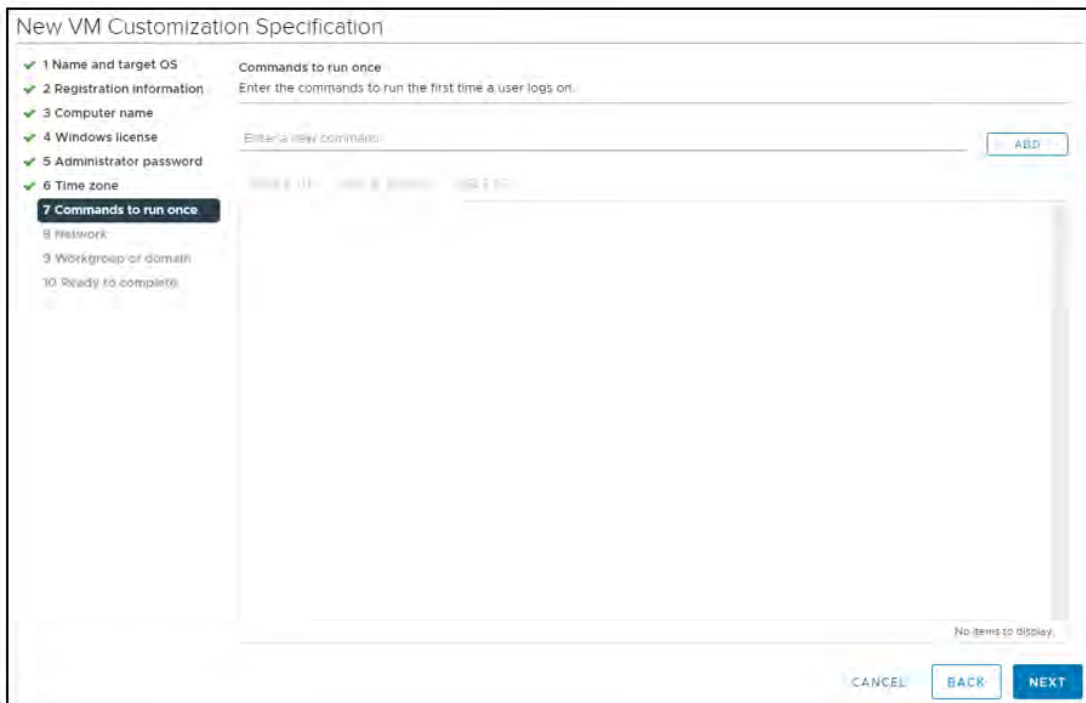 New VM Customization Specification
1 Name and target OS
2 Registration information
3 Computer name
4 Windows license
5 Administrator password
6 Time zone
7 Commands to run once
8 Network
9 Workgroup or domain
10 Ready to complete
Commands to run once
Enter the commands to run the first time a user logs on.
Enter a new command
ADD
No items to display.
CANCEL
BACK
NEXT